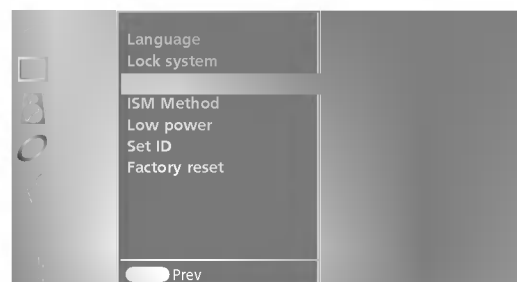 Language
Lock system
ISM Method
Low power
Set ID
Factory reset
Prev